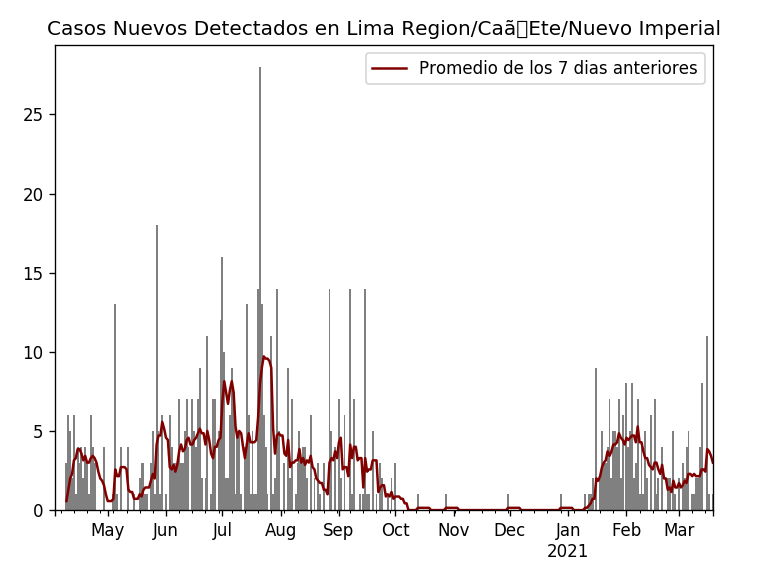 Casos Nuevos Detectados en Lima Region/Caã▯Ete/Nuevo Imperial
Promedio de los 7 dias anteriores
25
20
15
10
5
0
May Jun Jul Aug Sep Oct Nov Dec Jan Feb Mar
2021